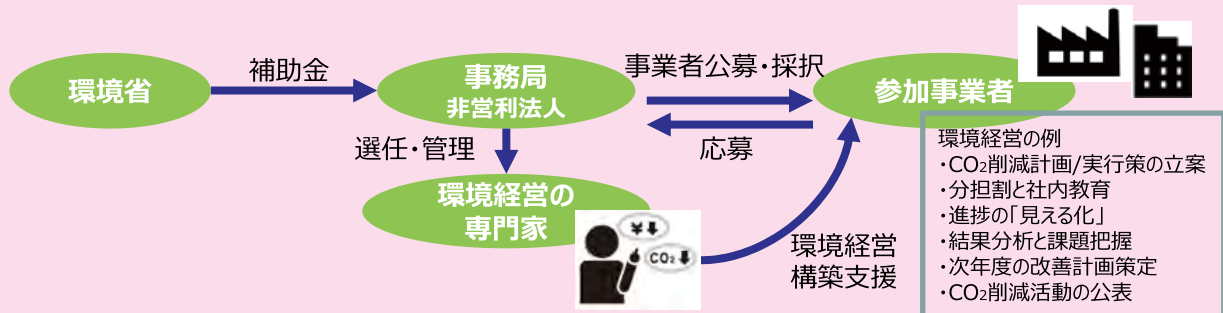 環境省
補助金
事務局
非営利法人
事業者公募・採択
応募
参加事業者
選任・管理
環境経営の
専門家
¥⬇
CO₂⬇
環境経営
構築支援
環境経営の例
・CO₂削減計画/実行策の立案
・分担割と社内教育
・進捗の「見える化」
・結果分析と課題把握
・次年度の改善計画策定
・CO₂削減活動の公表